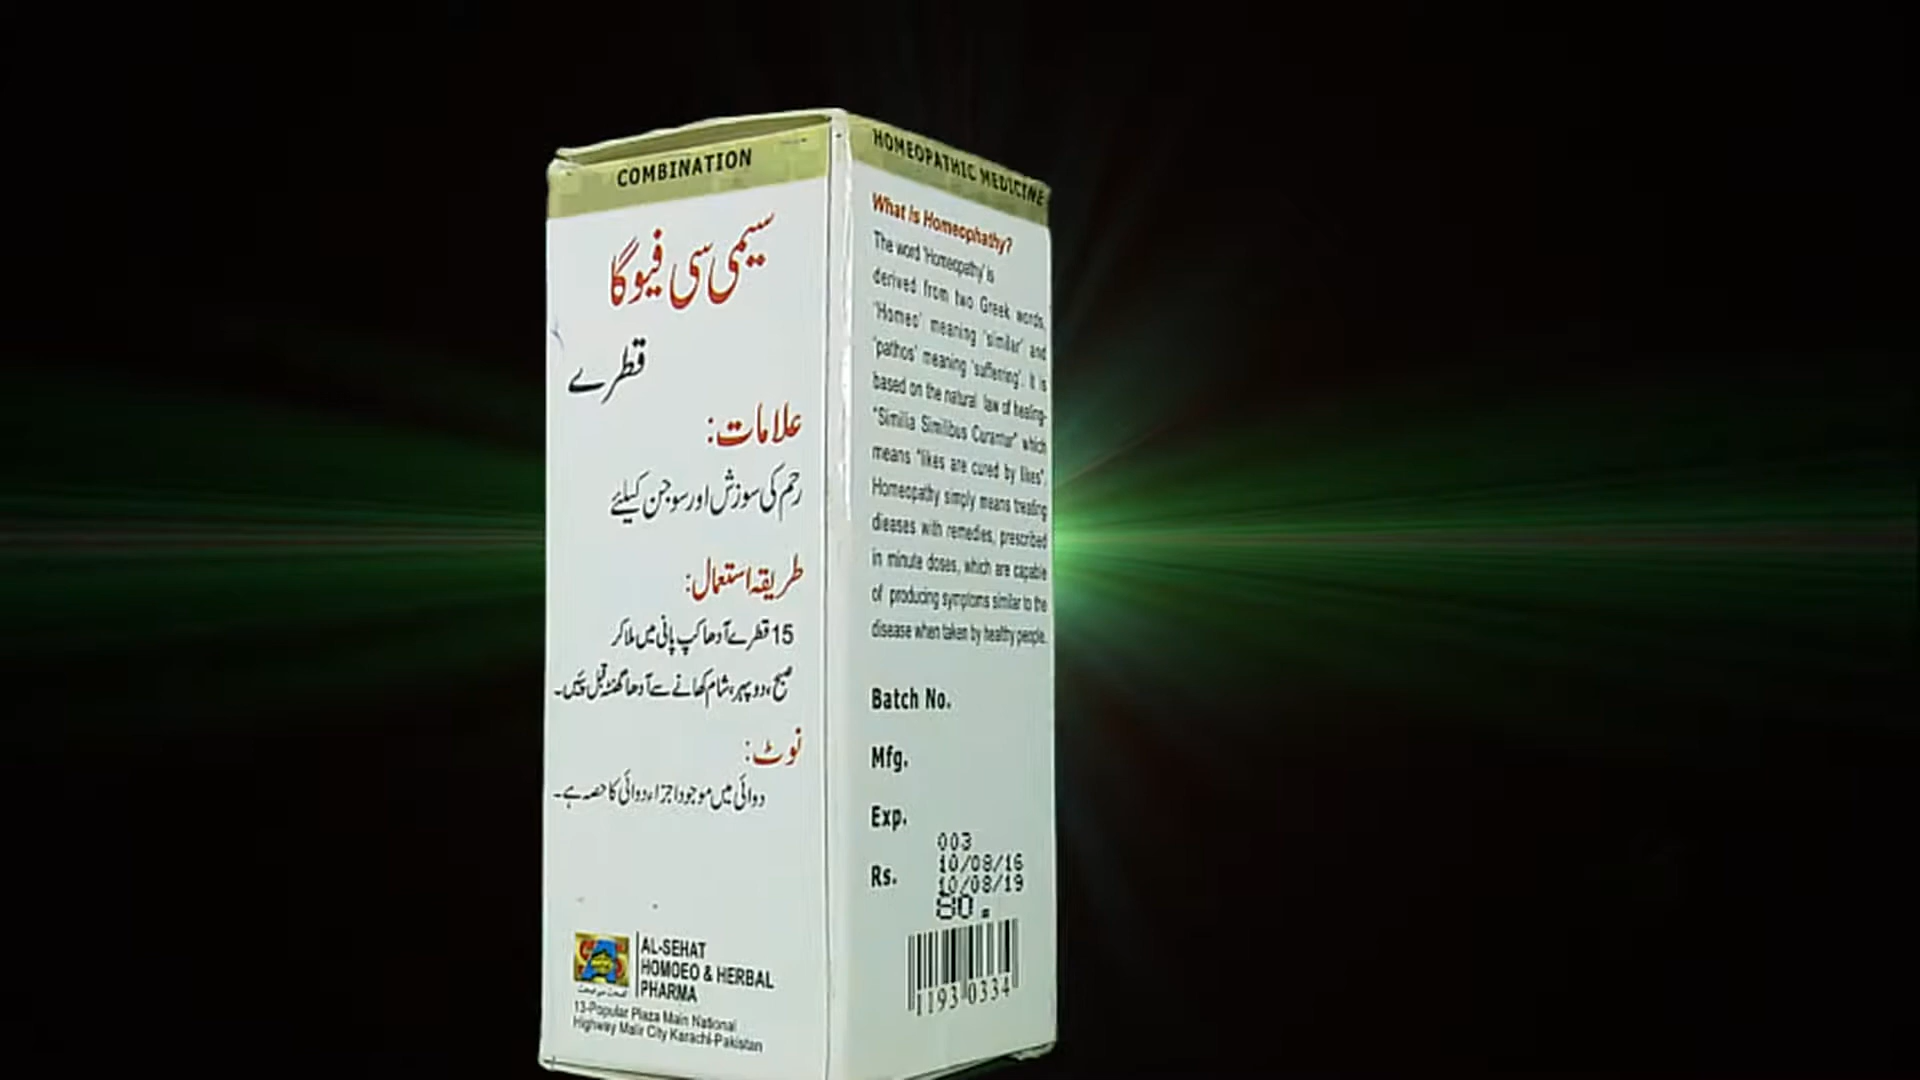 COMBINATION
سیمی سی فیوگا
قطرے
علامات:
رحم کی سوزش اور سوجن کیلئے
طریقہ استعمال:
15 قطرے آدھا کپ پانی میں ملا کر
صبح، دوپہر، شام کھانے سے آدھا گھنٹہ قبل پئیں۔
نوٹ:
دوائی میں موجود اجزاء دوائی کا حصہ ہے۔
AL-SEHAT
HOMOEO & HERBAL
PHARMA
13-Popular Plaza Main National
Highway Malir City Karachi-Pakistan
HOMEOPATHIC MEDICINE
What is Homeophathy?
The word 'Homeopathy' is
derived from two Greek words,
'Homeo' meaning 'similar' and
'pathos' meaning 'suffering'. It is
based on the natural law of healing-
"Similia Similibus Curantur" which
means "likes are cured by likes".
Homeopathy simply means treating
dieases with remedies, prescribed
in minute doses, which are capable
of producing symptoms similar to the
disease when taken by healthy people.
Batch No.
Mfg.
Exp.
003
10/08/16
Rs.
10/08/19
80.
1193 0334